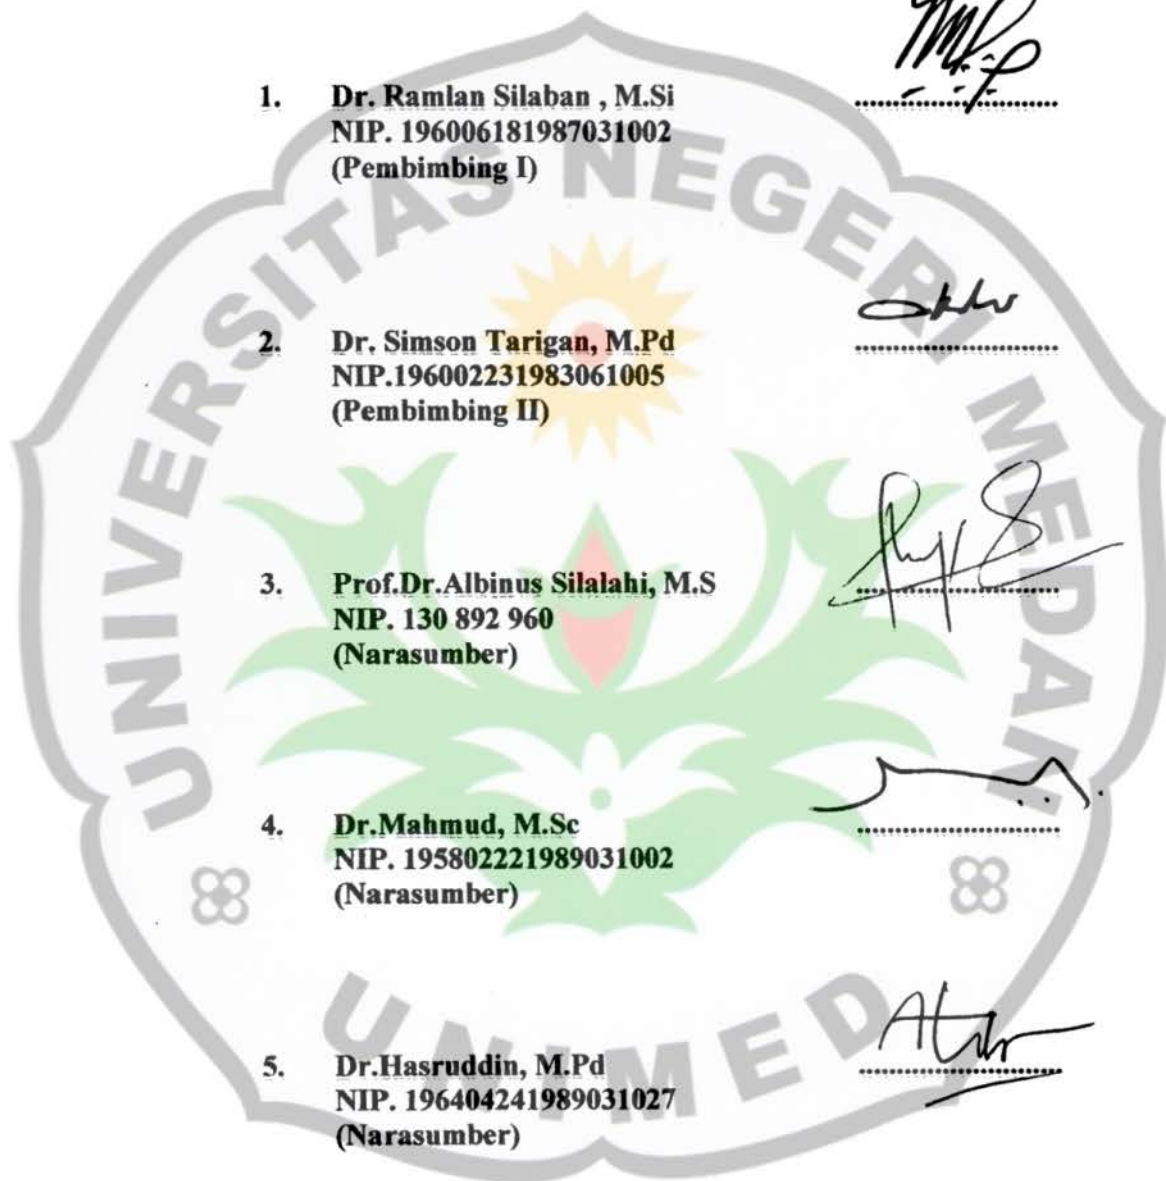 1. Dr. Ramlan Silaban , M.Si
NIP. 196006181987031002
(Pembimbing I)
2. Dr. Simson Tarigan, M.Pd
NIP.196002231983061005
(Pembimbing II)
3. Prof.Dr.Albinus Silalahi, M.S
NIP. 130 892 960
(Narasumber)
4. Dr.Mahmud, M.Sc
NIP. 195802221989031002
(Narasumber)
5. Dr.Hasruddin, M.Pd
NIP. 196404241989031027
(Narasumber)
UNIVERSITAS NEGERI MEDAN
UNIMED